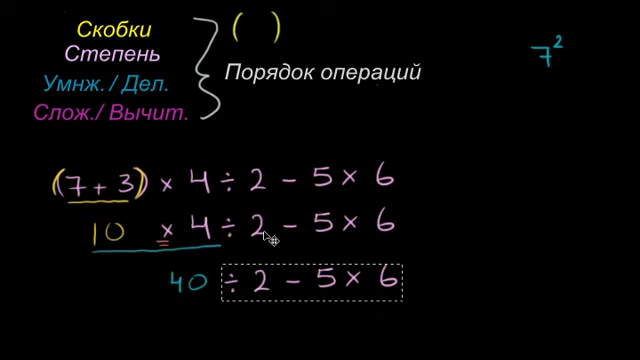 Скобки ( )
Степень 7²
Умнж. / Дел.
Порядок операций
Слож./ Вычит.
(7 + 3) × 4 ÷ 2 − 5 × 6
10 × 4 ÷ 2 − 5 × 6
40 ÷ 2 − 5 × 6